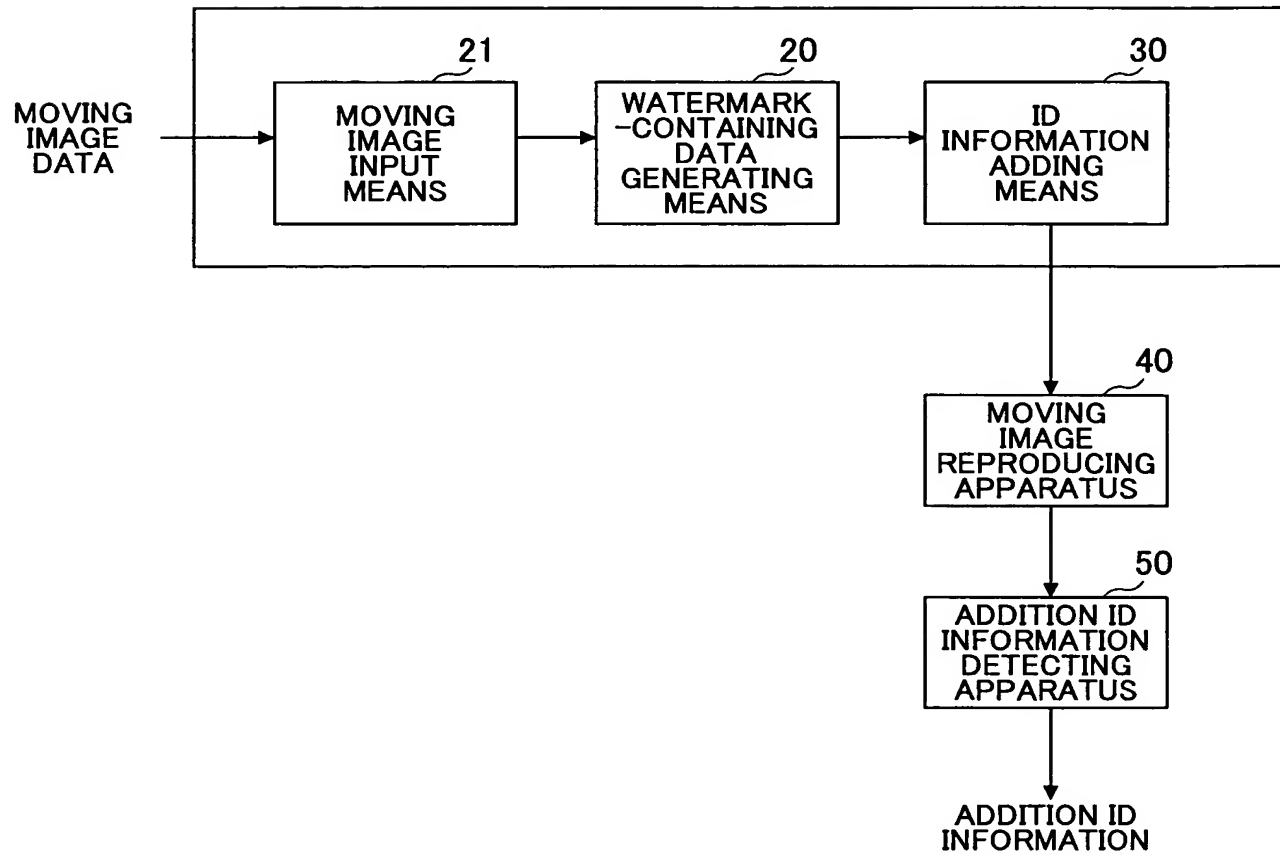 MOVING
IMAGE
DATA
21
MOVING
IMAGE
INPUT
MEANS
20
WATERMARK
-CONTAINING
DATA
GENERATING
MEANS
30
ID
INFORMATION
ADDING
MEANS
40
MOVING
IMAGE
REPRODUCING
APPARATUS
50
ADDITION ID
INFORMATION
DETECTING
APPARATUS
ADDITION ID
INFORMATION